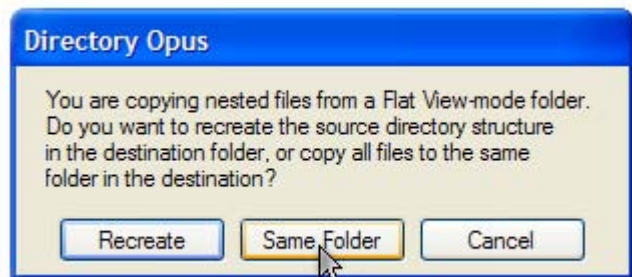 Directory Opus
You are copying nested files from a Flat View-mode folder.
Do you want to recreate the source directory structure
in the destination folder, or copy all files to the same
folder in the destination?
Recreate Same Folder Cancel